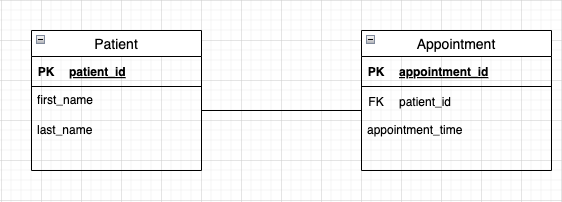 Patient
PK patient_id
first_name
last_name
Appointment
PK appointment_id
FK patient_id
appointment_time